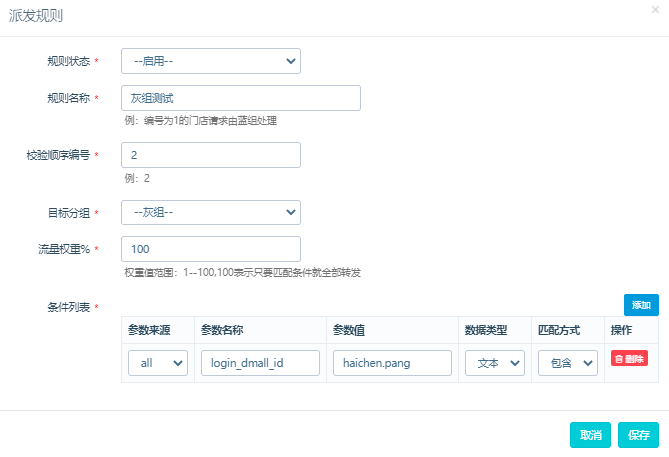 派发规则
×
规则状态 *
--启用--
规则名称 *
灰组测试
例：编号为1的门店请求由蓝组处理
校验顺序编号 *
2
例：2
目标分组 *
--灰组--
流量权重% *
100
权重值范围：1--100,100表示只要匹配条件就全部转发
条件列表 *
添加
参数来源 参数名称 参数值 数据类型 匹配方式 操作
all login_dmall_id haichen.pang 文本 包含 删除
取消 保存